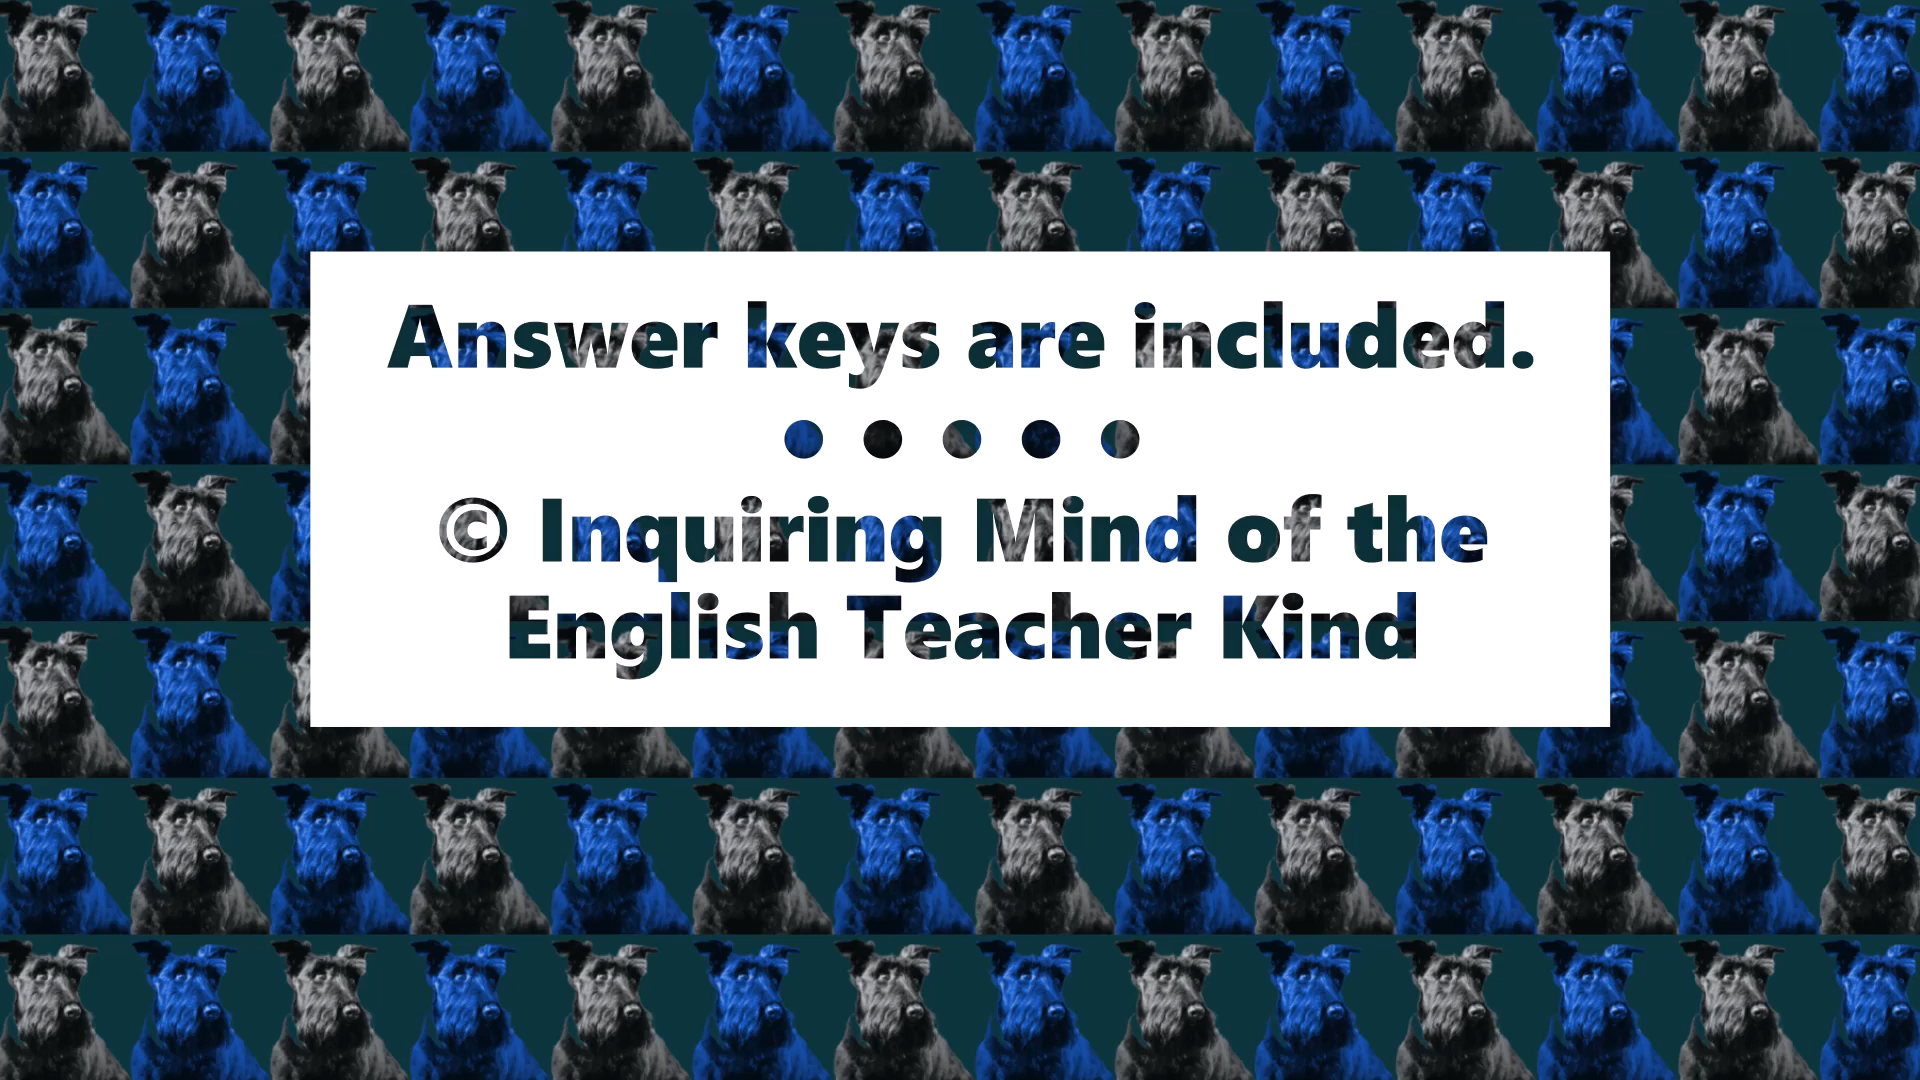 Answer keys are included.
• • • • •
© Inquiring Mind of the
English Teacher Kind